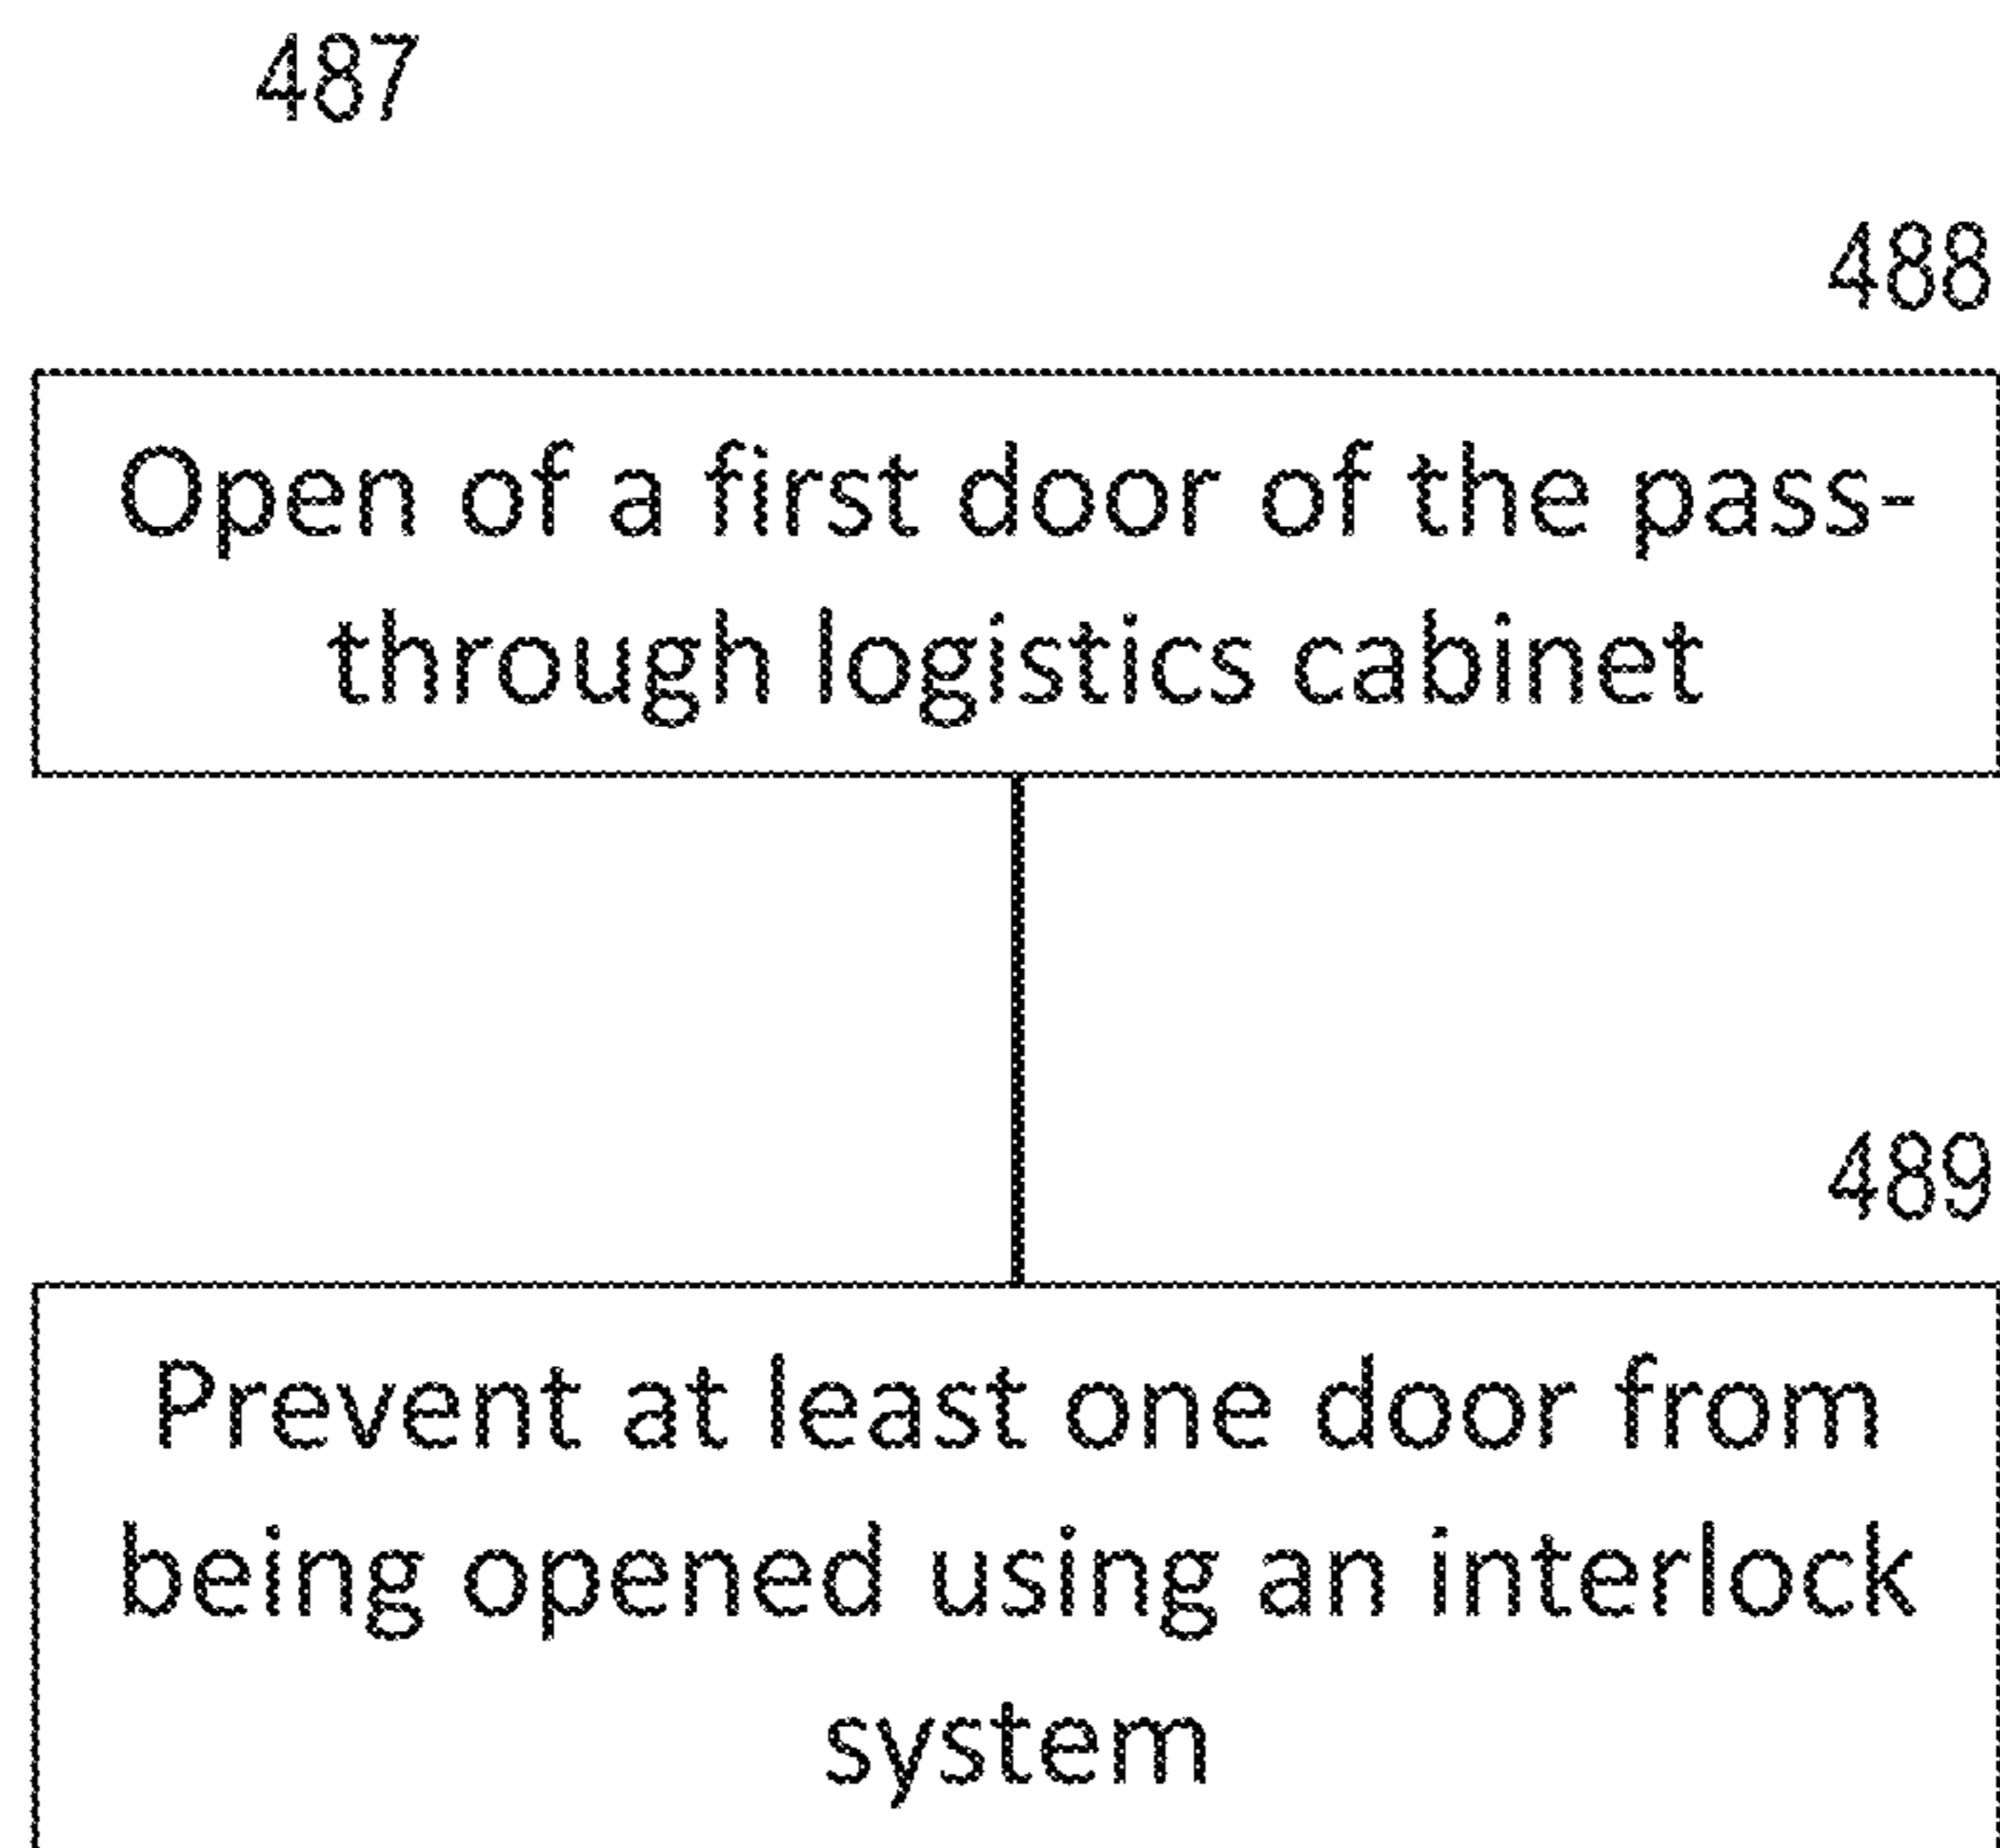 487
488
Open of a first door of the pass-
through logistics cabinet
489
Prevent at least one door from
being opened using an interlock
system